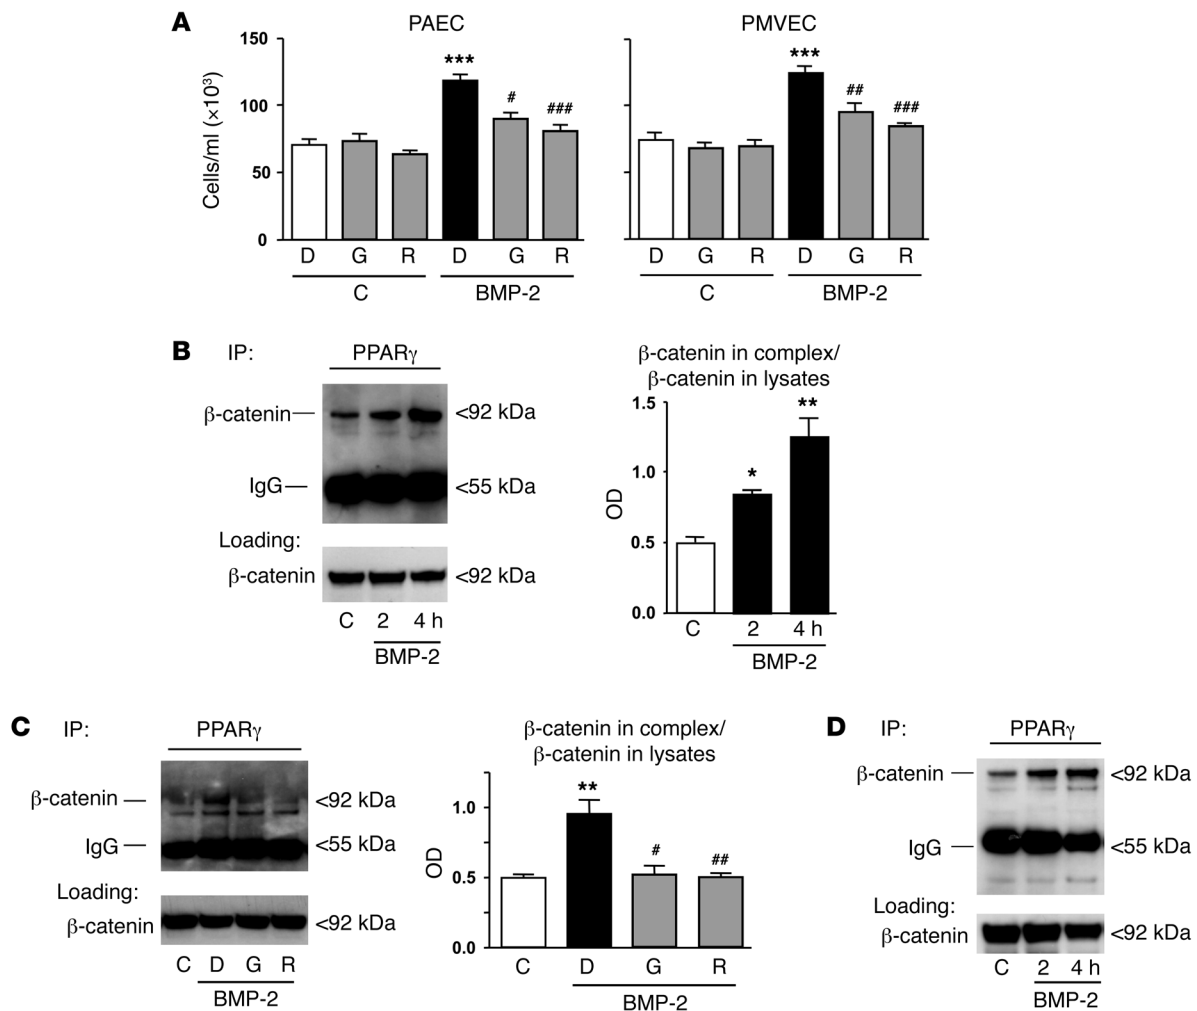 A
PAEC
PMVEC
150
100
50
0
Cells/ml (×10³)
***
#
###
***
##
###
D G R D G R
D G R D G R
C BMP-2
C BMP-2
B
IP: PPARγ
β-catenin <92 kDa
IgG <55 kDa
Loading:
β-catenin <92 kDa
C 2 4 h
BMP-2
β-catenin in complex/
β-catenin in lysates
1.5
1.0
0.5
0.0
OD
*
**
C 2 4 h
BMP-2
C
IP: PPARγ
β-catenin <92 kDa
IgG <55 kDa
Loading:
β-catenin <92 kDa
C D G R
BMP-2
β-catenin in complex/
β-catenin in lysates
1.0
0.5
0.0
OD
**
#
##
C D G R
BMP-2
D
IP: PPARγ
β-catenin <92 kDa
IgG <55 kDa
Loading:
β-catenin <92 kDa
C 2 4 h
BMP-2